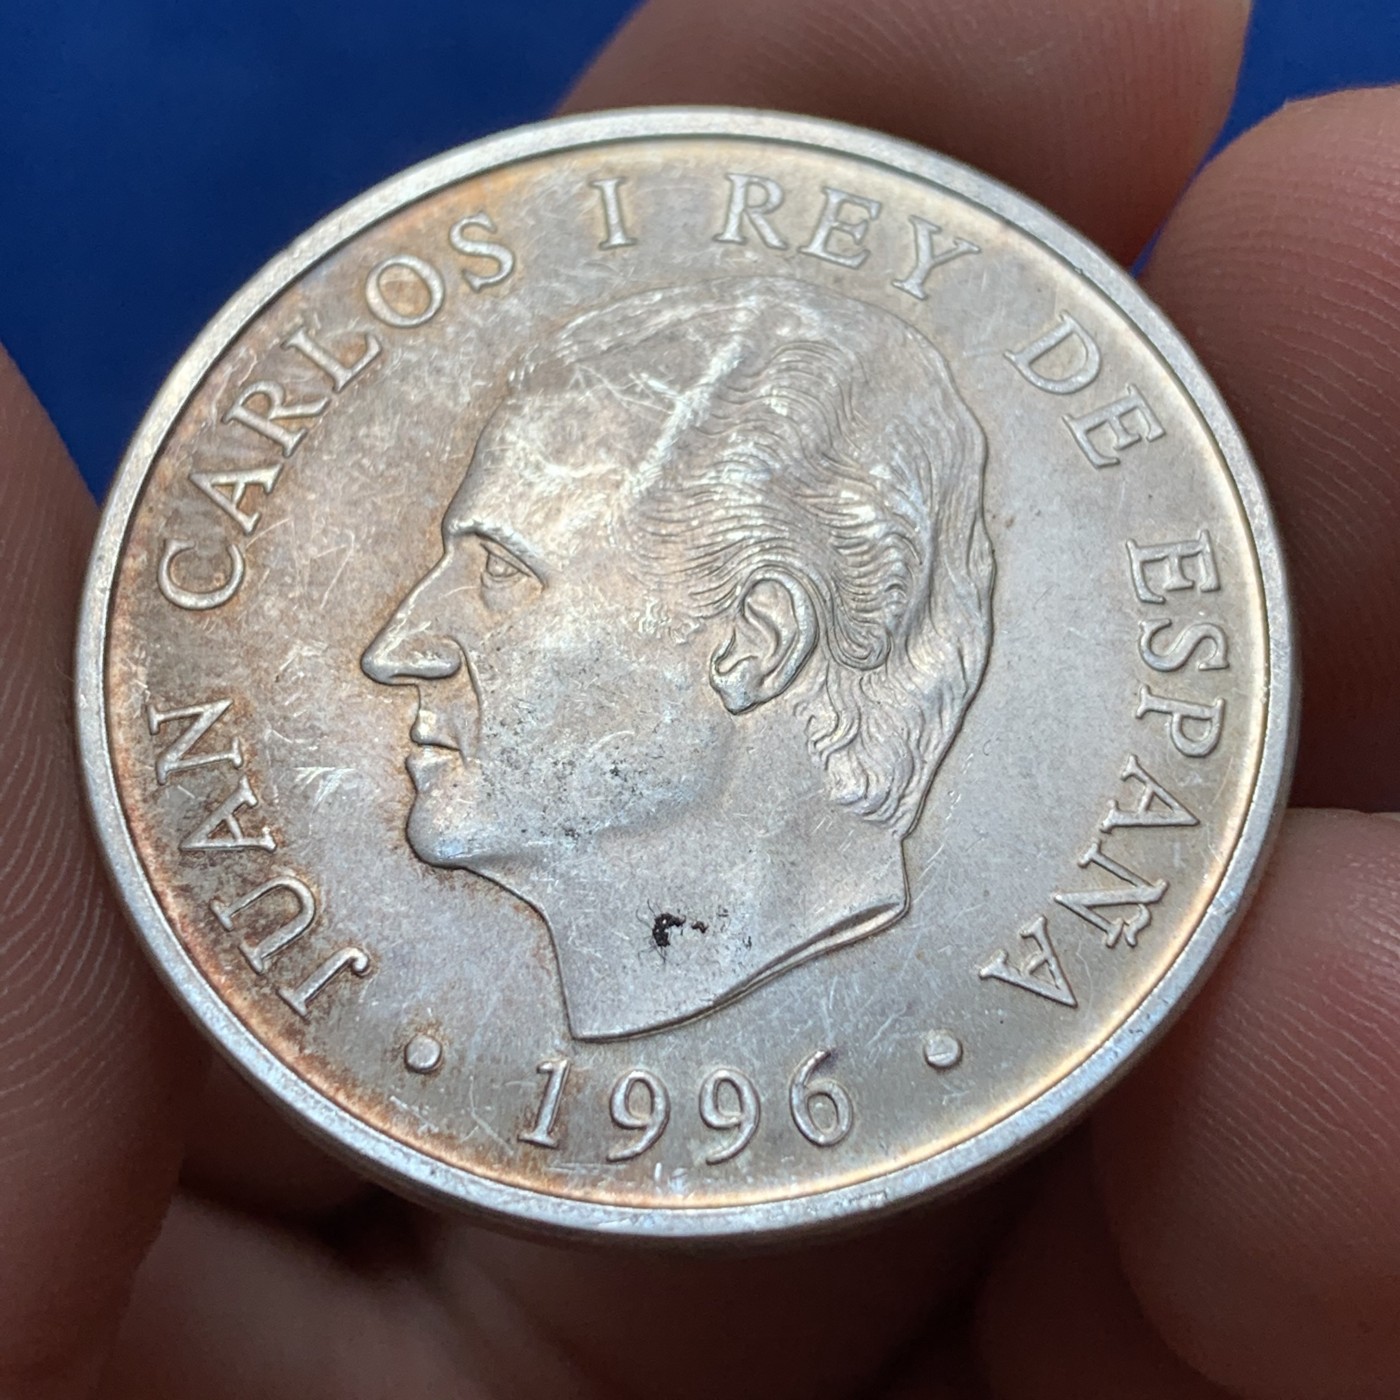 JUAN CARLOS I REY DE ESPAÑA
• 1996 •